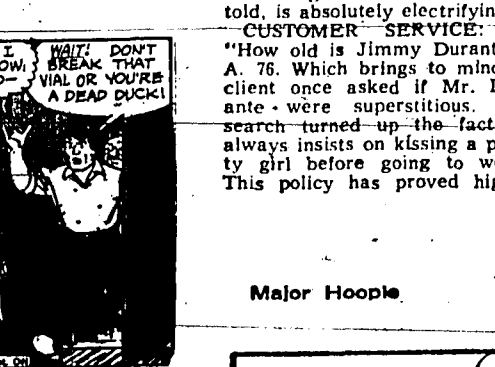 I
OW!
O—
WAIT! DON'T
BREAK THAT
VIAL OR YOU'RE
A DEAD DUCK!
told, is absolutely electrifyin
CUSTOMER SERVICE:
"How old is Jimmy Durant
A. 76. Which brings to mind
client once asked if Mr. D
ante were superstitious.
search turned up the fact
always insists on kissing a p
ty girl before going to w
This policy has proved hig
Major Hoople